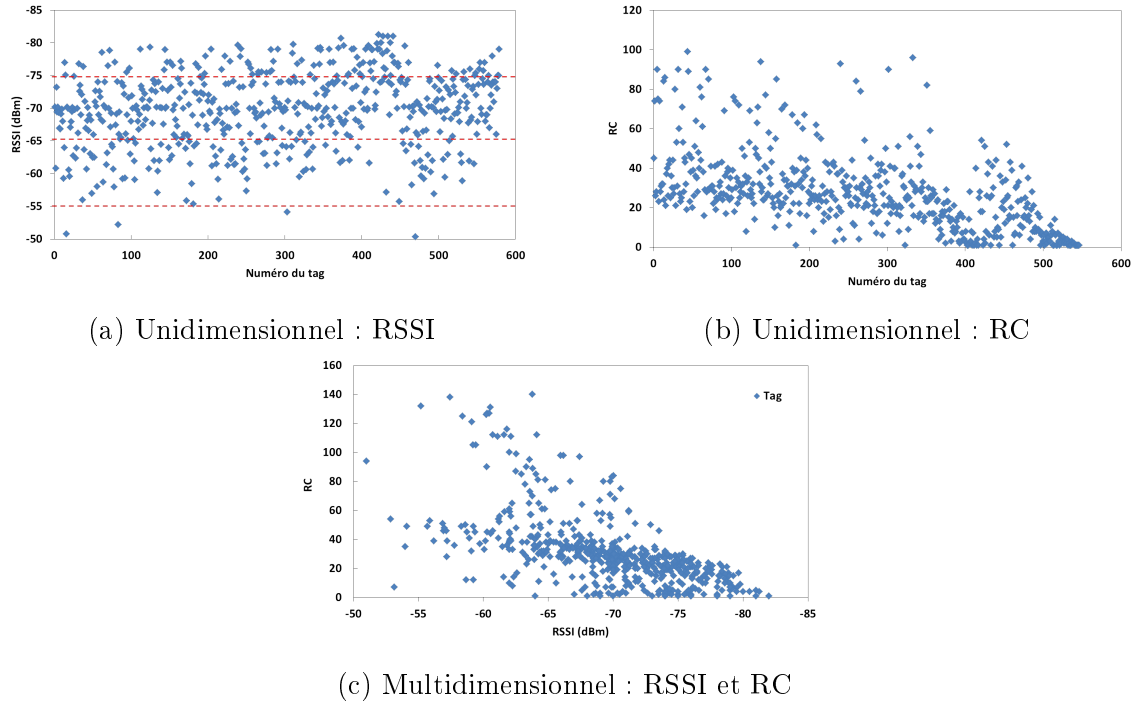 -85
-80
-75
-70
-65
-60
-55
-50
RSSI (dBm)
0 100 200 300 400 500 600
Numéro du tag
(a) Unidimensionnel : RSSI
120
100
80
60
40
20
0
RC
0 100 200 300 400 500 600
Numéro du tag
(b) Unidimensionnel : RC
160
140
120
100
80
60
40
20
0
RC
Tag
-50 -55 -60 -65 -70 -75 -80 -85
RSSI (dBm)
(c) Multidimensionnel : RSSI et RC